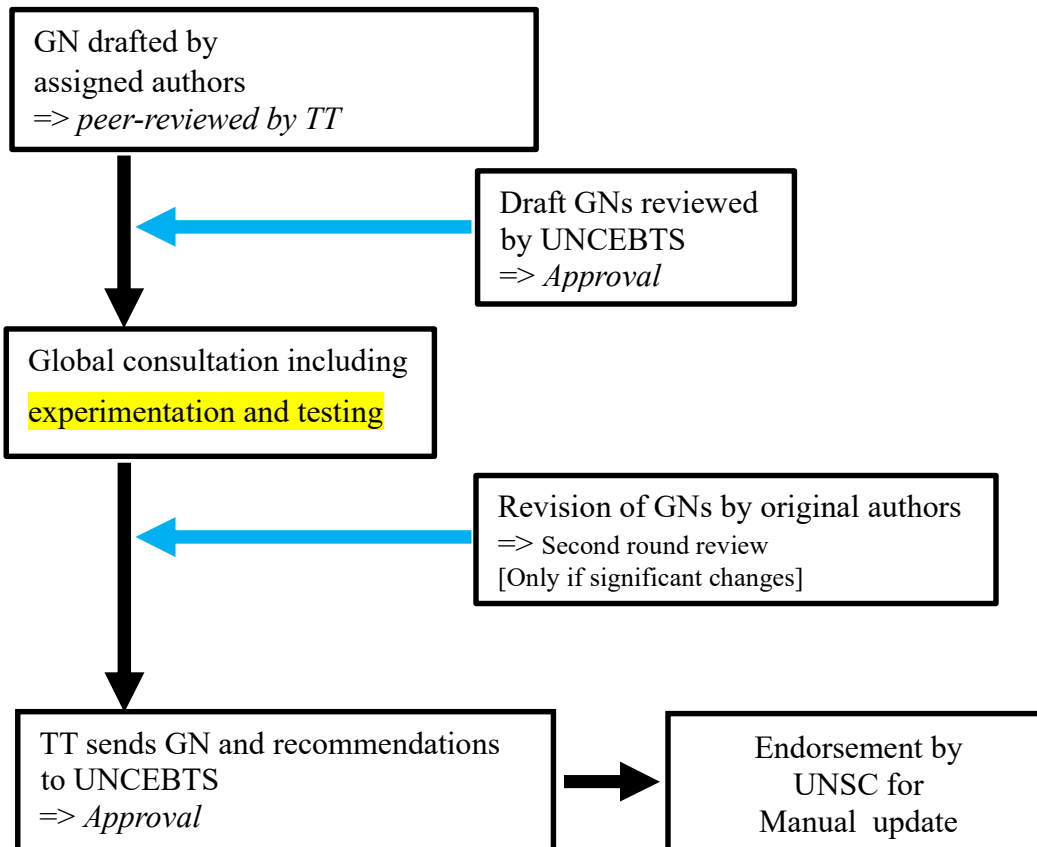 GN drafted by
assigned authors
=> peer-reviewed by TT
Draft GNs reviewed
by UNCEBTS
=> Approval
Global consultation including
experimentation and testing
Revision of GNs by original authors
=> Second round review
[Only if significant changes]
TT sends GN and recommendations
to UNCEBTS
=> Approval
Endorsement by
UNSC for
Manual update